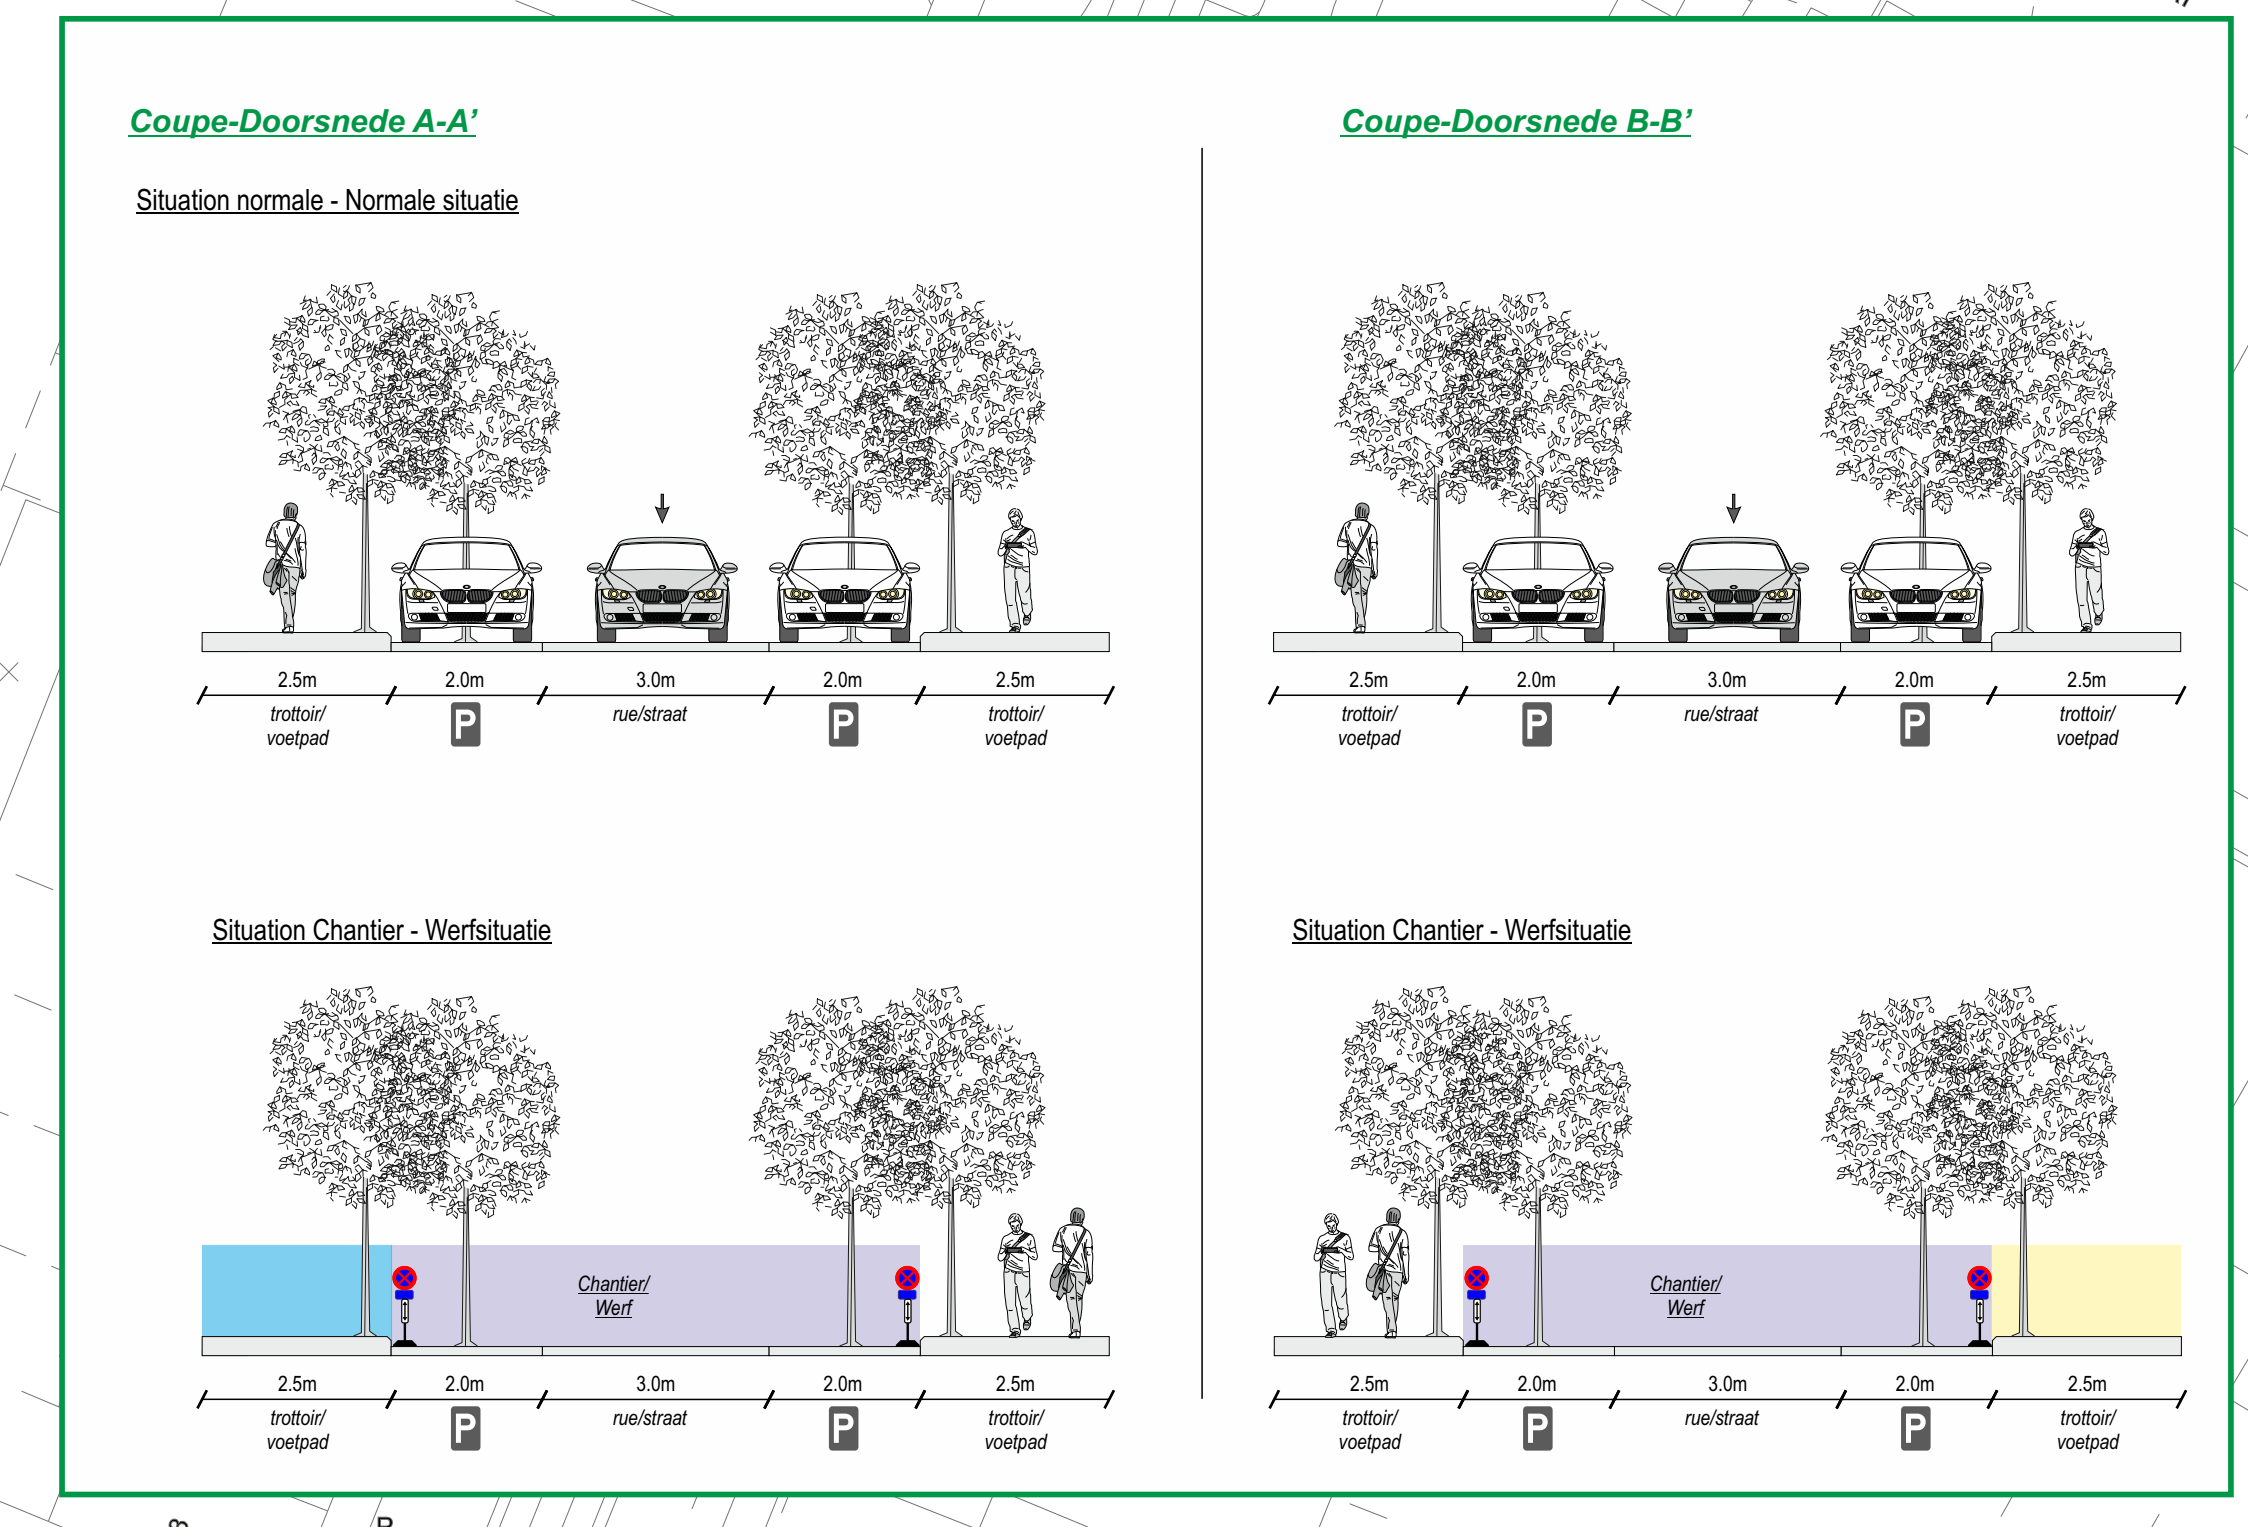 Coupe-Doorsnede A-A’
Situation normale - Normale situatie
2.5m 2.0m 3.0m 2.0m 2.5m
trottoir/ P rue/straat P trottoir/
voetpad voetpad
Situation Chantier - Werfsituatie
Chantier/
Werf
2.5m 2.0m 3.0m 2.0m 2.5m
trottoir/ P rue/straat P trottoir/
voetpad voetpad
Coupe-Doorsnede B-B’
2.5m 2.0m 3.0m 2.0m 2.5m
trottoir/ P rue/straat P trottoir/
voetpad voetpad
Situation Chantier - Werfsituatie
Chantier/
Werf
2.5m 2.0m 3.0m 2.0m 2.5m
trottoir/ P rue/straat P trottoir/
voetpad voetpad